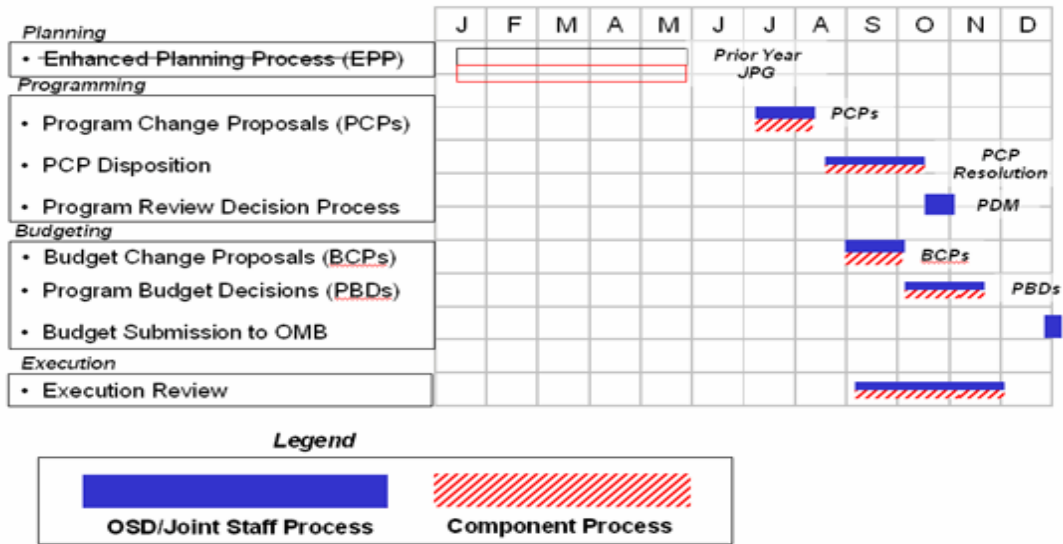 J F M A M J J A S O N D
Planning
• Enhanced Planning Process (EPP)
Prior Year
JPG
Programming
• Program Change Proposals (PCPs)
PCPs
• PCP Disposition
PCP
Resolution
• Program Review Decision Process
PDM
Budgeting
• Budget Change Proposals (BCPs)
BCPs
• Program Budget Decisions (PBDs)
PBDs
• Budget Submission to OMB
Execution
• Execution Review
Legend
OSD/Joint Staff Process
Component Process